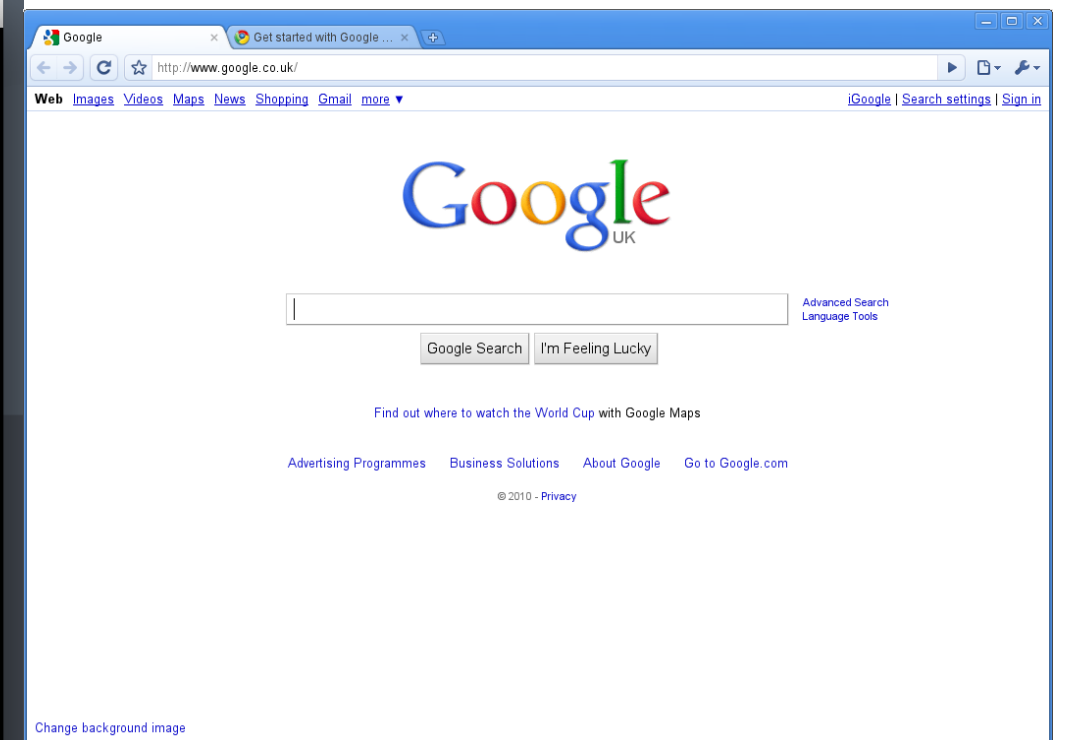 Google Get started with Google ...
http://www.google.co.uk/
Web Images Videos Maps News Shopping Gmail more ▼ iGoogle | Search settings | Sign in
Google
UK
Advanced Search
Language Tools
Google Search I'm Feeling Lucky
Find out where to watch the World Cup with Google Maps
Advertising Programmes Business Solutions About Google Go to Google.com
© 2010 - Privacy
Change background image